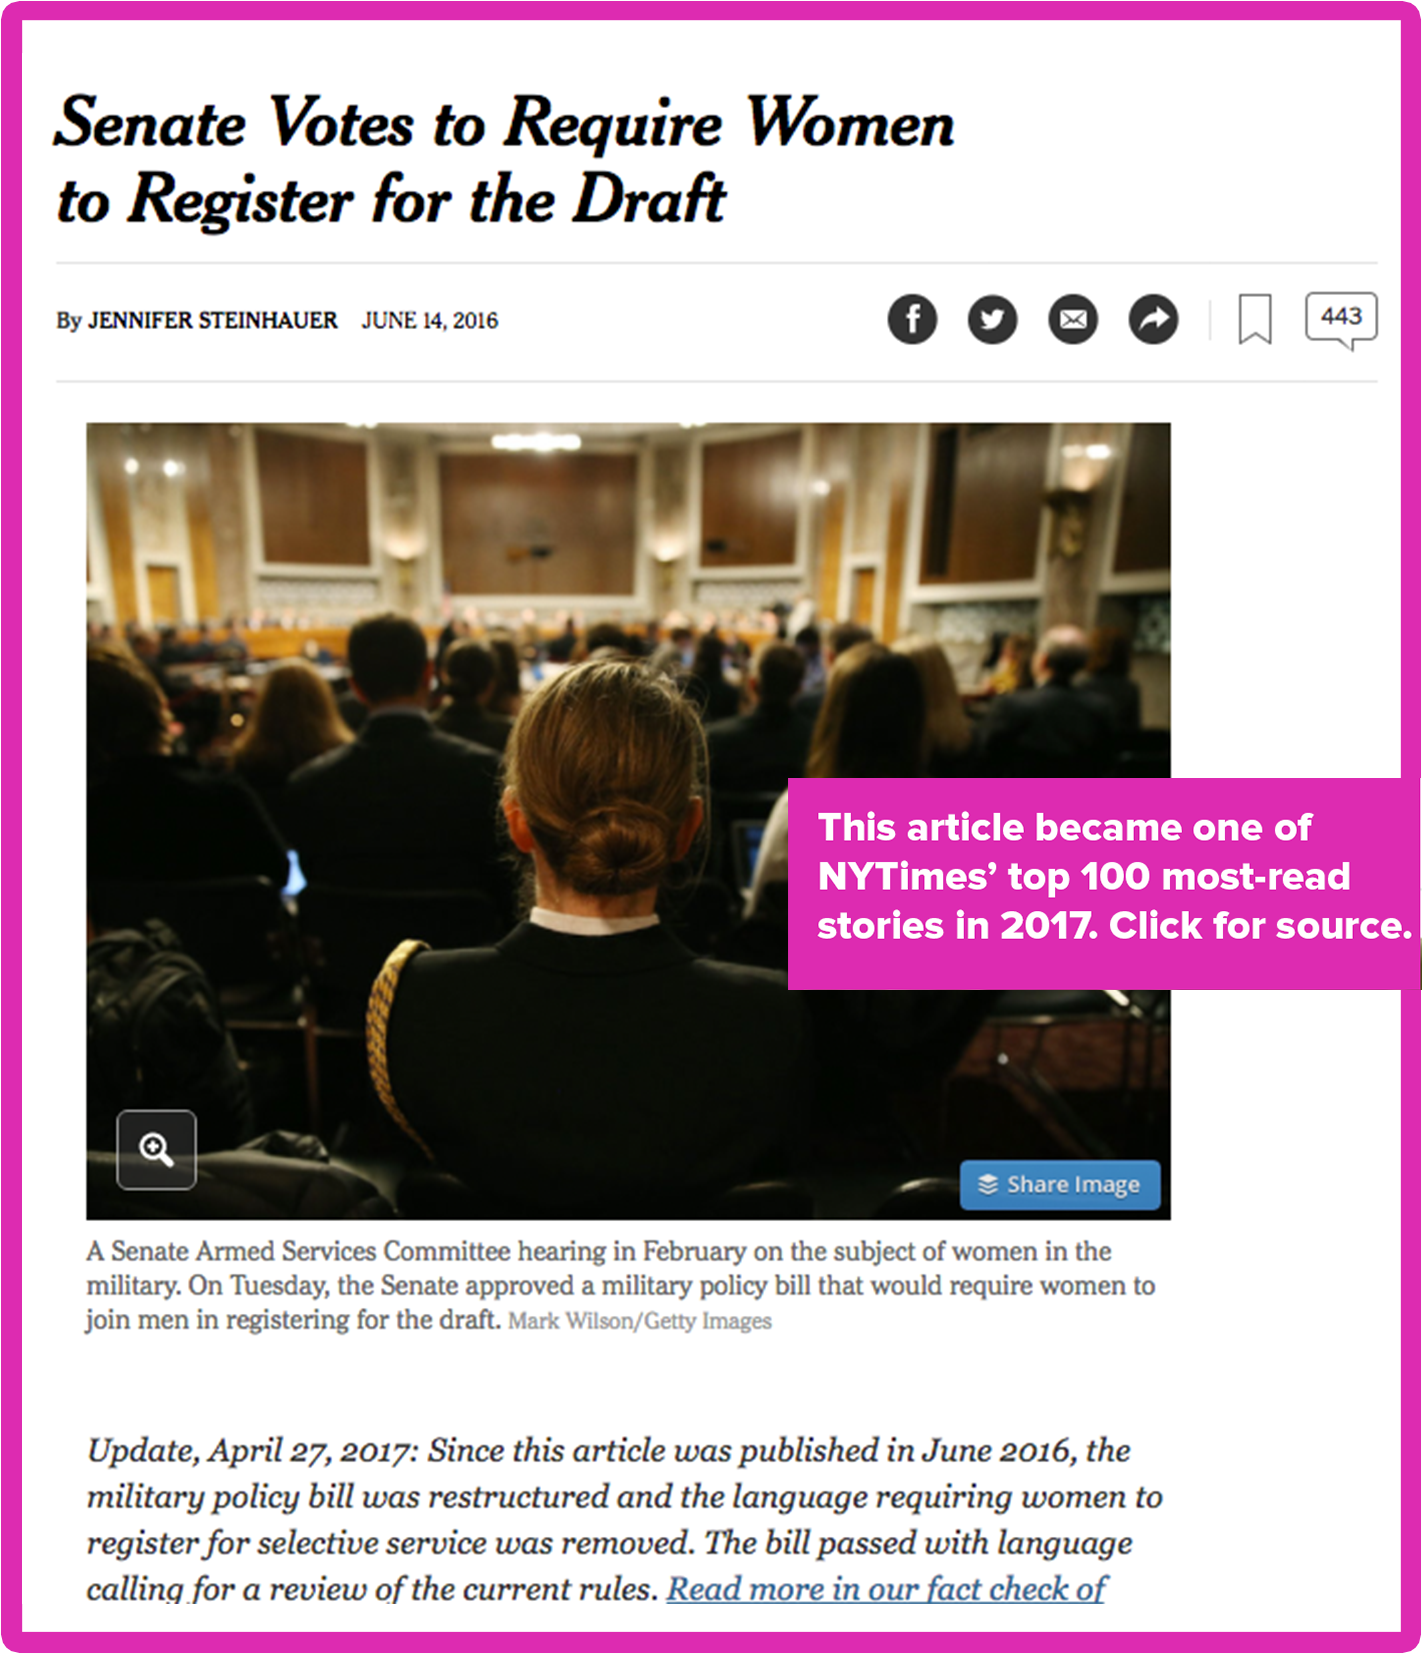 Senate Votes to Require Women
to Register for the Draft
By JENNIFER STEINHAUER JUNE 14, 2016
443
This article became one of
NYTimes’ top 100 most-read
stories in 2017. Click for source.
Share Image
A Senate Armed Services Committee hearing in February on the subject of women in the
military. On Tuesday, the Senate approved a military policy bill that would require women to
join men in registering for the draft. Mark Wilson/Getty Images
Update, April 27, 2017: Since this article was published in June 2016, the
military policy bill was restructured and the language requiring women to
register for selective service was removed. The bill passed with language
calling for a review of the current rules. Read more in our fact check of